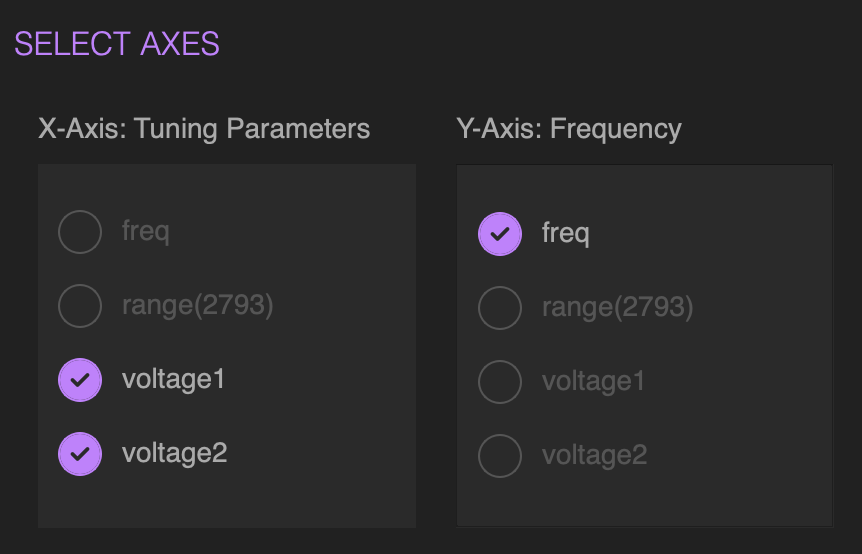 SELECT AXES
X-Axis: Tuning Parameters
freq
range(2793)
voltage1
voltage2
Y-Axis: Frequency
freq
range(2793)
voltage1
voltage2